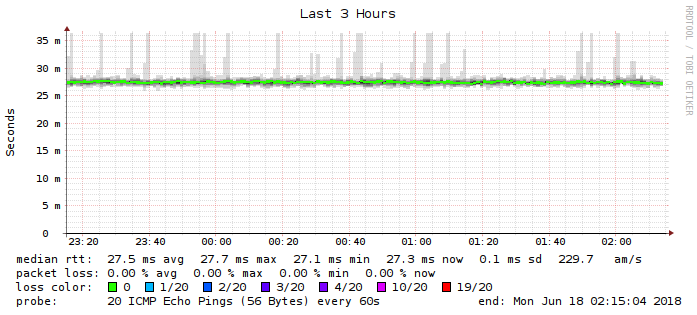 Last 3 Hours
RRDTOOL / TOBI OETIKER
Seconds
35 m
30 m
25 m
20 m
15 m
10 m
5 m
0
23:20 23:40 00:00 00:20 00:40 01:00 01:20 01:40 02:00
median rtt: 27.5 ms avg 27.7 ms max 27.1 ms min 27.3 ms now 0.1 ms sd 229.7 am/s
packet loss: 0.00 % avg 0.00 % max 0.00 % min 0.00 % now
loss color: 0 1/20 2/20 3/20 4/20 10/20 19/20
probe: 20 ICMP Echo Pings (56 Bytes) every 60s end: Mon Jun 18 02:15:04 2018